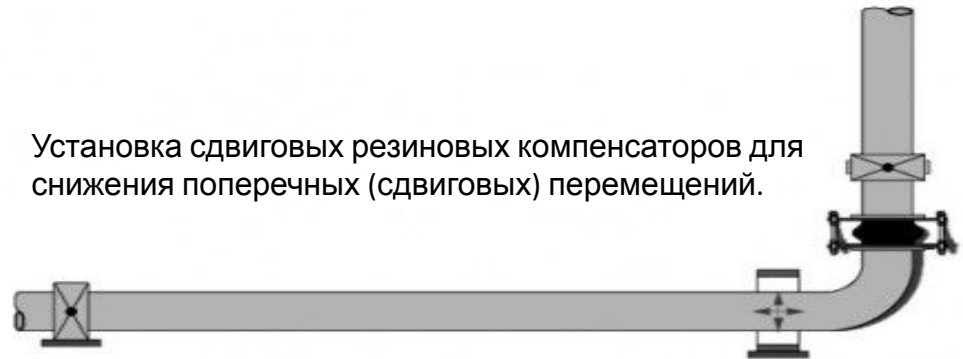 Установка сдвиговых резиновых компенсаторов для
снижения поперечных (сдвиговых) перемещений.